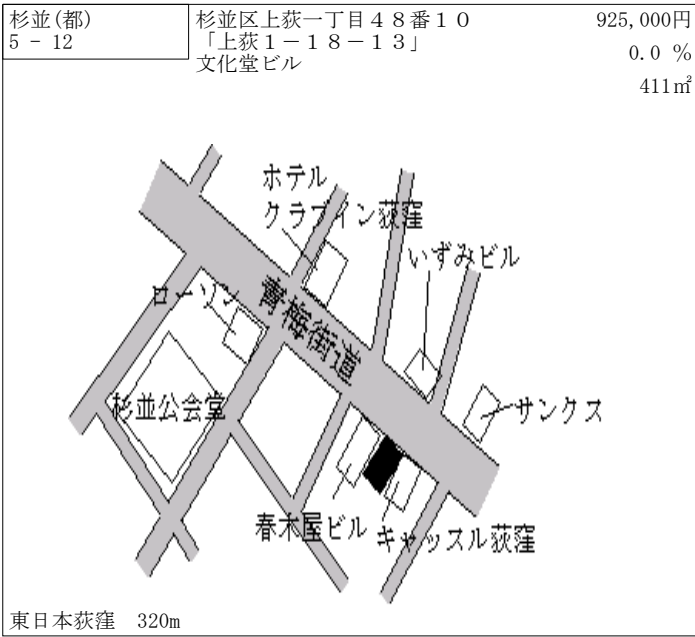 杉並(都)
5 - 12
杉並区上荻一丁目４８番１０
「上荻１－１８－１３」
文化堂ビル
925,000円
0.0 %
411㎡
ホテル
クラブイン荻窪
いずみビル
ローソン
青梅街道
杉並公会堂
サンクス
春木屋ビル
キャッスル荻窪
東日本荻窪 320m